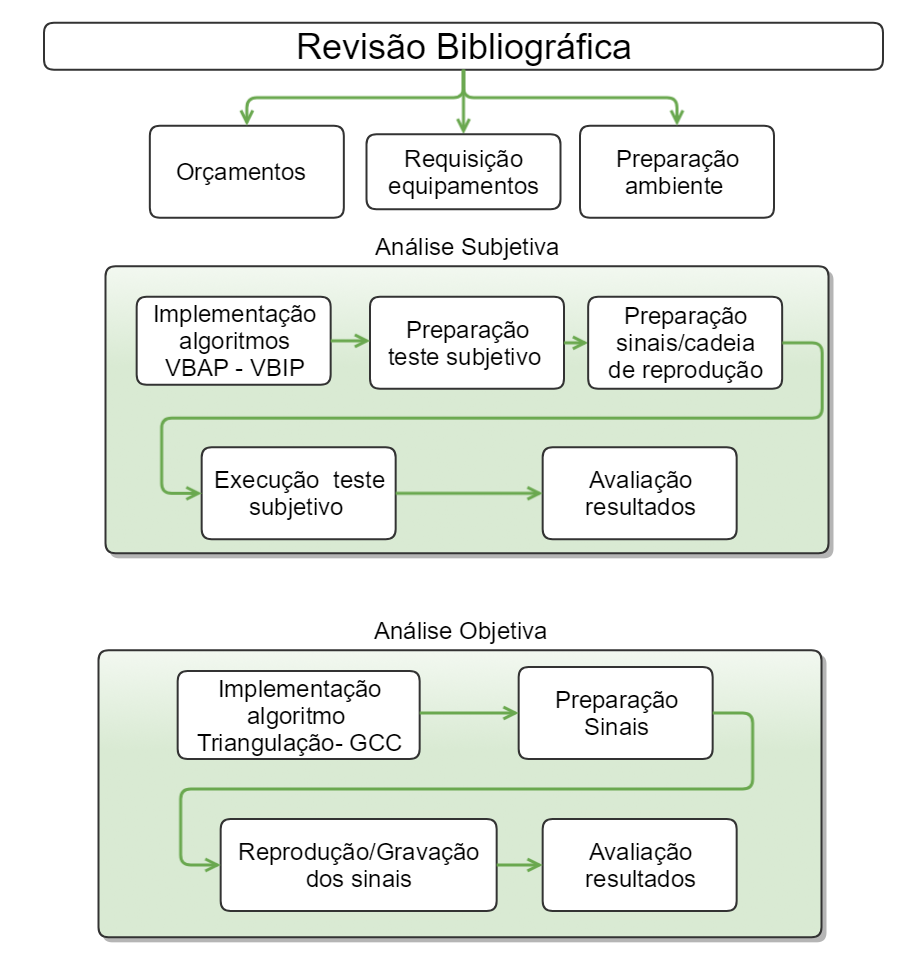 Revisão Bibliográfica
Orçamentos
Requisição
equipamentos
Preparação
ambiente
Análise Subjetiva
Implementação
algoritmos
VBAP - VBIP
Preparação
teste subjetivo
Preparação
sinais/cadeia
de reprodução
Execução  teste
subjetivo
Avaliação
resultados
Análise Objetiva
Implementação
algoritmo
Triangulação- GCC
Preparação
Sinais
Reprodução/Gravação
dos sinais
Avaliação
resultados